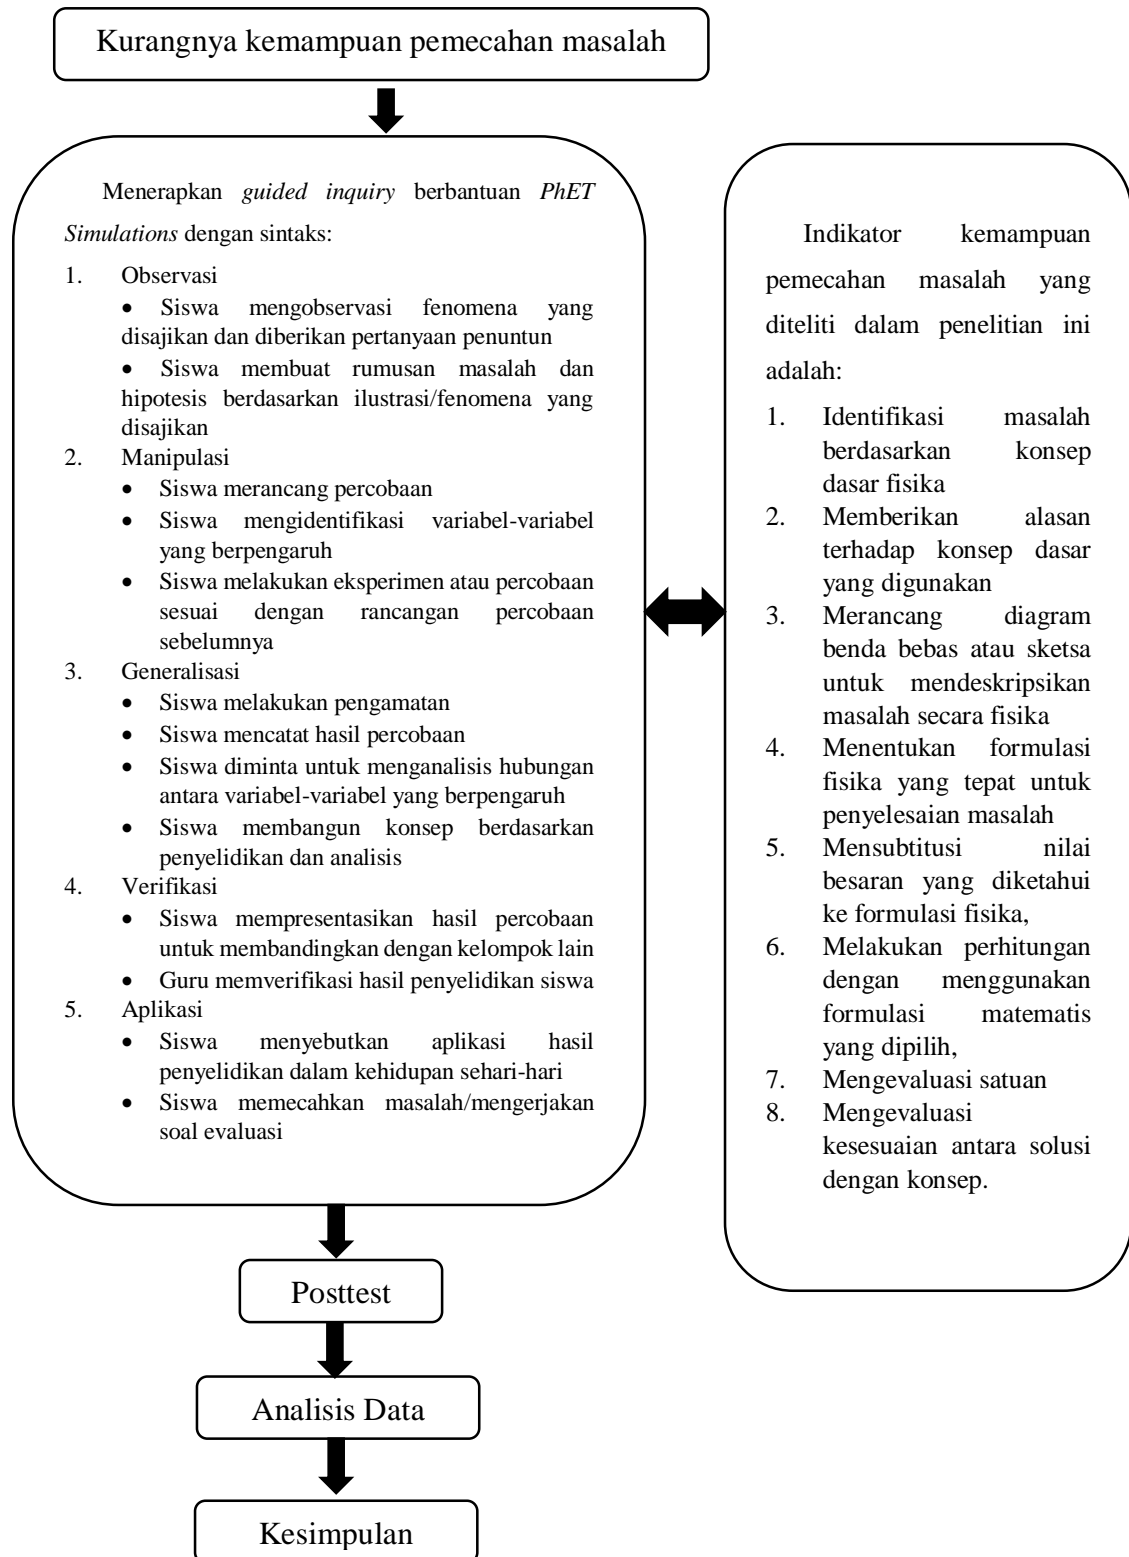 Kurangnya kemampuan pemecahan masalah
Menerapkan guided inquiry berbantuan PhET
Simulations dengan sintaks:
1. Observasi
• Siswa mengobservasi fenomena yang
disajikan dan diberikan pertanyaan penuntun
• Siswa membuat rumusan masalah dan
hipotesis berdasarkan ilustrasi/fenomena yang
disajikan
2. Manipulasi
• Siswa merancang percobaan
• Siswa mengidentifikasi variabel-variabel
yang berpengaruh
• Siswa melakukan eksperimen atau percobaan
sesuai dengan rancangan percobaan
sebelumnya
3. Generalisasi
• Siswa melakukan pengamatan
• Siswa mencatat hasil percobaan
• Siswa diminta untuk menganalisis hubungan
antara variabel-variabel yang berpengaruh
• Siswa membangun konsep berdasarkan
penyelidikan dan analisis
4. Verifikasi
• Siswa mempresentasikan hasil percobaan
untuk membandingkan dengan kelompok lain
• Guru memverifikasi hasil penyelidikan siswa
5. Aplikasi
• Siswa menyebutkan aplikasi hasil
penyelidikan dalam kehidupan sehari-hari
• Siswa memecahkan masalah/mengerjakan
soal evaluasi
Indikator kemampuan
pemecahan masalah yang
diteliti dalam penelitian ini
adalah:
1. Identifikasi masalah
berdasarkan konsep
dasar fisika
2. Memberikan alasan
terhadap konsep dasar
yang digunakan
3. Merancang diagram
benda bebas atau sketsa
untuk mendeskripsikan
masalah secara fisika
4. Menentukan formulasi
fisika yang tepat untuk
penyelesaian masalah
5. Mensubtitusi nilai
besaran yang diketahui
ke formulasi fisika,
6. Melakukan perhitungan
dengan menggunakan
formulasi matematis
yang dipilih,
7. Mengevaluasi satuan
8. Mengevaluasi
kesesuaian antara solusi
dengan konsep.
Posttest
Analisis Data
Kesimpulan